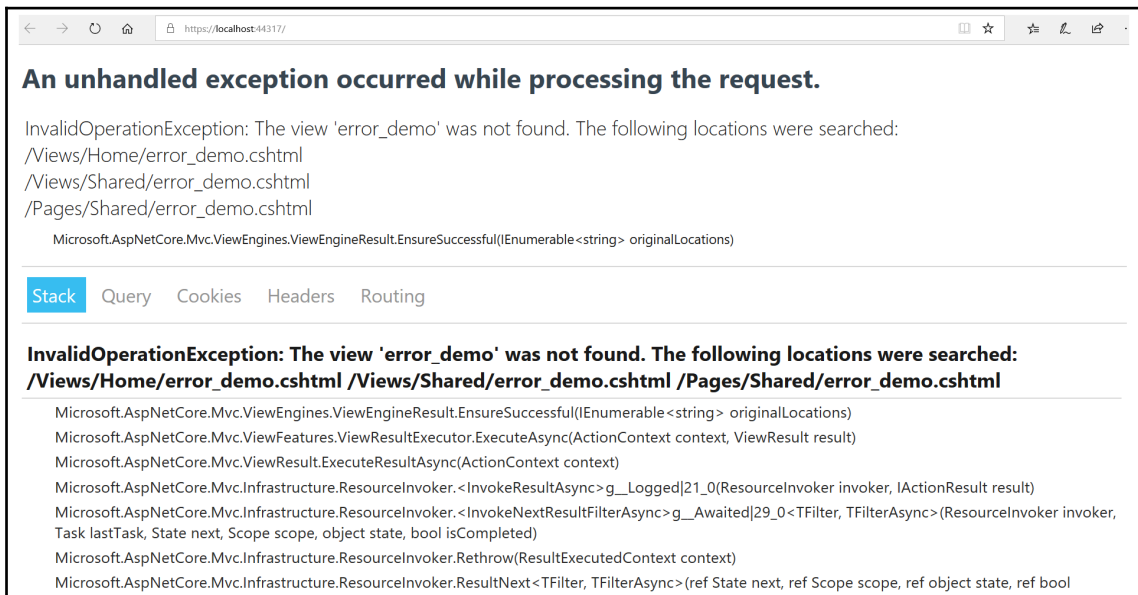 https://localhost:44317/
An unhandled exception occurred while processing the request.
InvalidOperationException: The view 'error_demo' was not found. The following locations were searched:
/Views/Home/error_demo.cshtml
/Views/Shared/error_demo.cshtml
/Pages/Shared/error_demo.cshtml
Microsoft.AspNetCore.Mvc.ViewEngines.ViewEngineResult.EnsureSuccessful(IEnumerable<string> originalLocations)
Stack Query Cookies Headers Routing
InvalidOperationException: The view 'error_demo' was not found. The following locations were searched:
/Views/Home/error_demo.cshtml /Views/Shared/error_demo.cshtml /Pages/Shared/error_demo.cshtml
Microsoft.AspNetCore.Mvc.ViewEngines.ViewEngineResult.EnsureSuccessful(IEnumerable<string> originalLocations)
Microsoft.AspNetCore.Mvc.ViewFeatures.ViewResultExecutor.ExecuteAsync(ActionContext context, ViewResult result)
Microsoft.AspNetCore.Mvc.ViewResult.ExecuteResultAsync(ActionContext context)
Microsoft.AspNetCore.Mvc.Infrastructure.ResourceInvoker.<InvokeResultAsync>g__Logged|21_0(ResourceInvoker invoker, IActionResult result)
Microsoft.AspNetCore.Mvc.Infrastructure.ResourceInvoker.<InvokeNextResultFilterAsync>g__Awaited|29_0<TFilter, TFilterAsync>(ResourceInvoker invoker,
Task lastTask, State next, Scope scope, object state, bool isCompleted)
Microsoft.AspNetCore.Mvc.Infrastructure.ResourceInvoker.Rethrow(ResultExecutedContext context)
Microsoft.AspNetCore.Mvc.Infrastructure.ResourceInvoker.ResultNext<TFilter, TFilterAsync>(ref State next, ref Scope scope, ref object state, ref bool